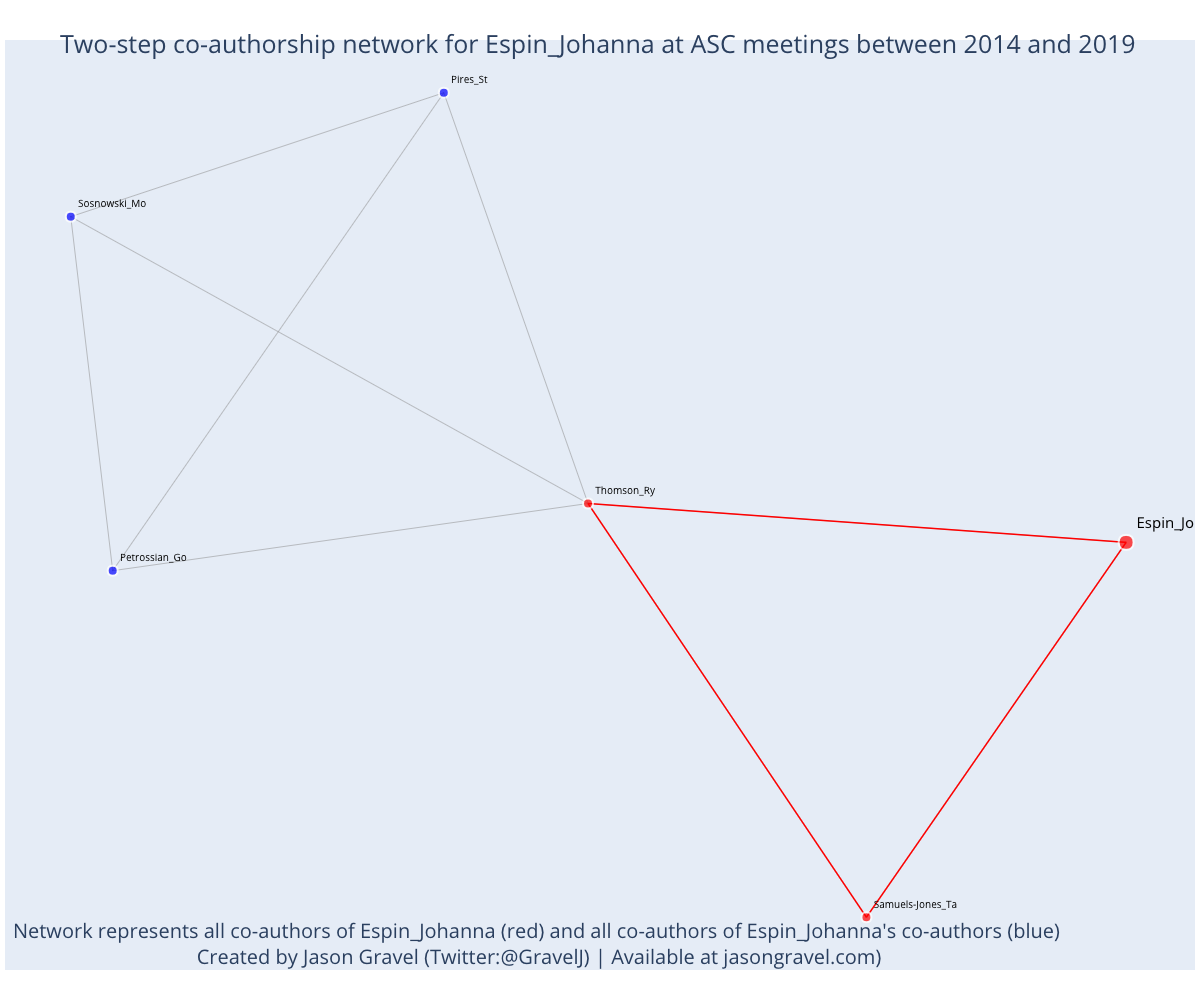 Two-step co-authorship network for Espin_Johanna at ASC meetings between 2014 and 2019
Pires_St
Sosnowski_Mo
Thomson_Ry
Espin_Jo
Petrossian_Go
Samuels-Jones_Ta
Network represents all co-authors of Espin_Johanna (red) and all co-authors of Espin_Johanna's co-authors (blue)
Created by Jason Gravel (Twitter:@GravelJ) | Available at jasongravel.com)